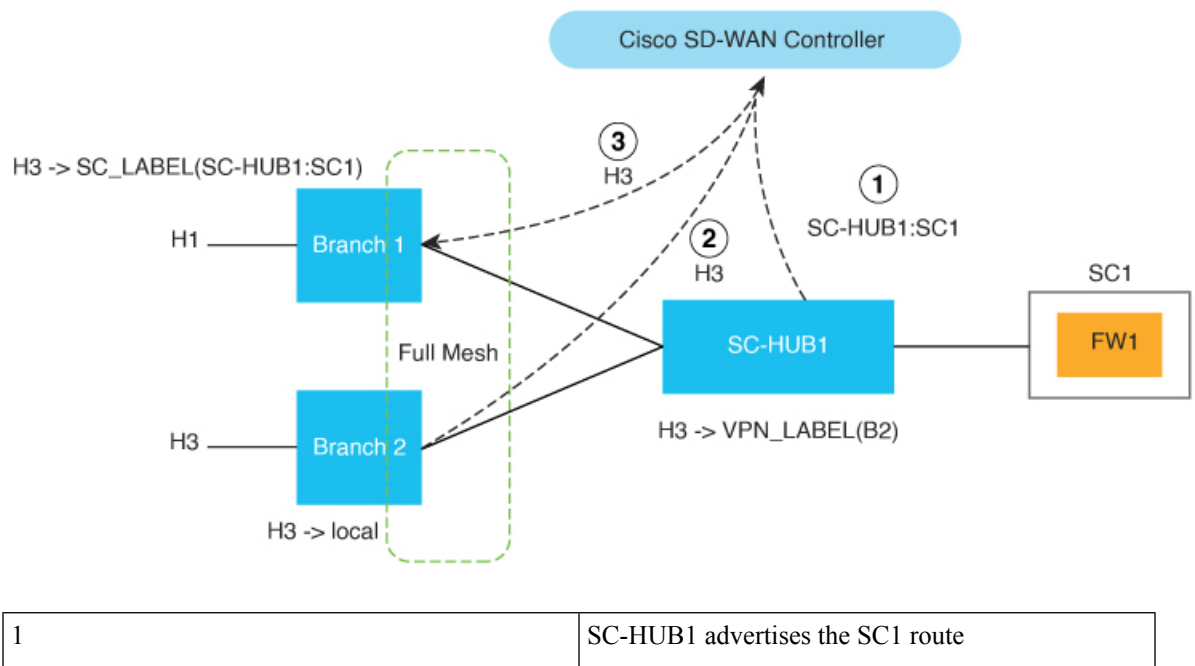 Cisco SD-WAN Controller
3
H3
H3 -> SC_LABEL(SC-HUB1:SC1)
1
SC-HUB1:SC1
H1
Branch 1
2
H3
SC1
Full Mesh
SC-HUB1
FW1
H3
Branch 2
H3 -> VPN_LABEL(B2)
H3 -> local
1
SC-HUB1 advertises the SC1 route